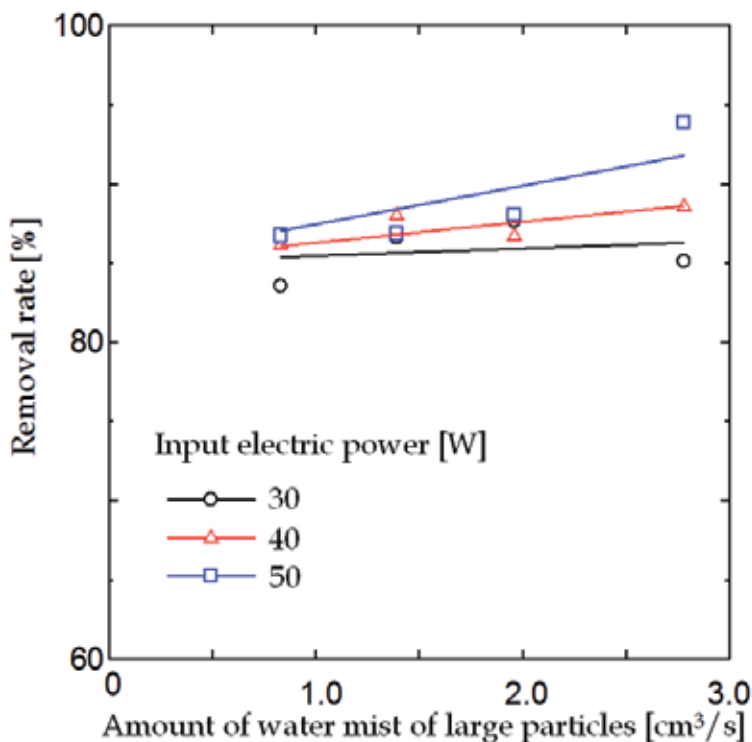 100
80
60
Removal rate [%]
Input electric power [W]
30
40
50
0 1.0 2.0 3.0
Amount of water mist of large particles [cm³/s]